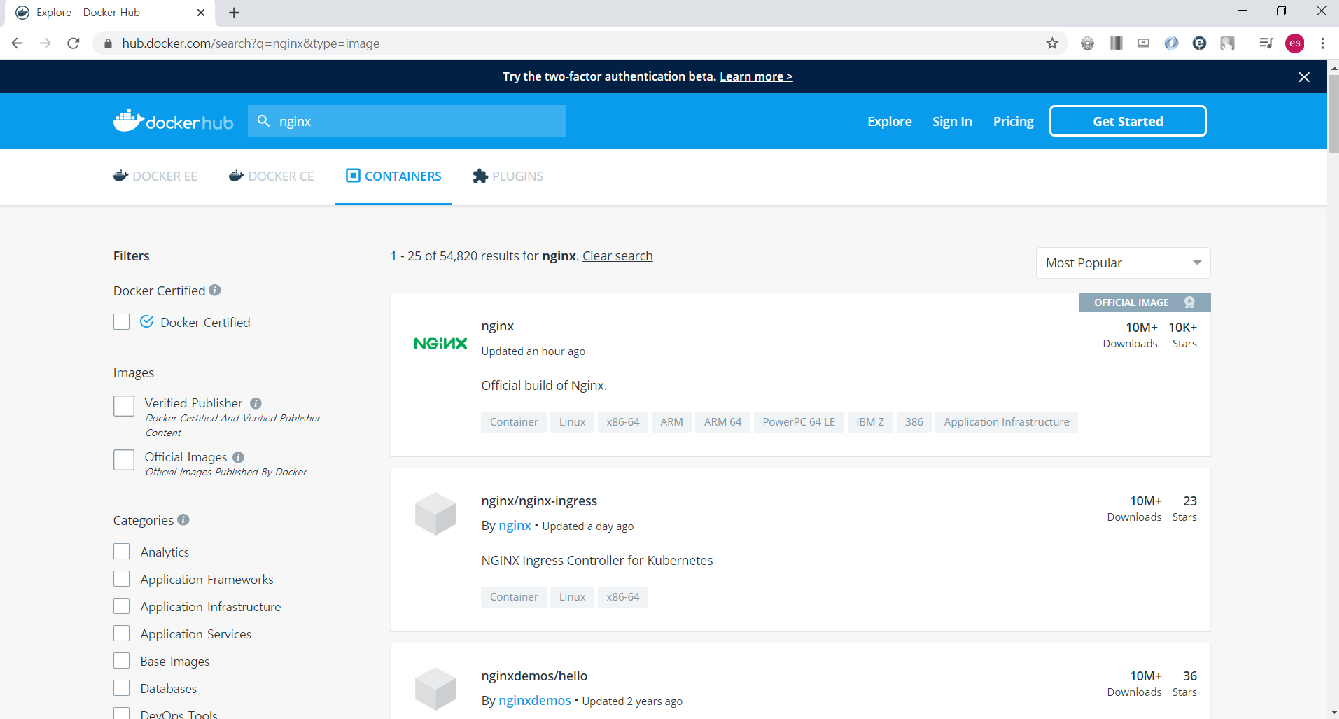 Explore - Docker Hub
hub.docker.com/search?q=nginx&type=image
es
Try the two-factor authentication beta. Learn more >
dockerhub
nginx
Explore Sign In Pricing Get Started
DOCKER EE DOCKER CE CONTAINERS PLUGINS
Filters
Docker Certified
Docker Certified
Images
Verified Publisher
Docker Certified And Verified Publisher
Content
Official Images
Official Images Published By Docker
Categories
Analytics
Application Frameworks
Application Infrastructure
Application Services
Base Images
Databases
DevOps Tools
1 - 25 of 54,820 results for nginx. Clear search
Most Popular
OFFICIAL IMAGE
NGINX
nginx
Updated an hour ago
10M+ 10K+
Downloads Stars
Official build of Nginx.
Container Linux x86-64 ARM ARM 64 PowerPC 64 LE IBM Z 386 Application Infrastructure
nginx/nginx-ingress
By nginx • Updated a day ago
10M+ 23
Downloads Stars
NGINX Ingress Controller for Kubernetes
Container Linux x86-64
nginxdemos/hello
By nginxdemos • Updated 2 years ago
10M+ 36
Downloads Stars